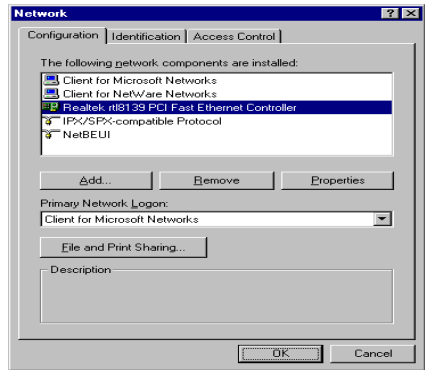 Network
Configuration Identification Access Control
The following network components are installed:
Client for Microsoft Networks
Client for NetWare Networks
Realtek rtl8139 PCI Fast Ethernet Controller
IPX/SPX-compatible Protocol
NetBEUI
Add... Remove Properties
Primary Network Logon:
Client for Microsoft Networks
File and Print Sharing...
Description
OK Cancel